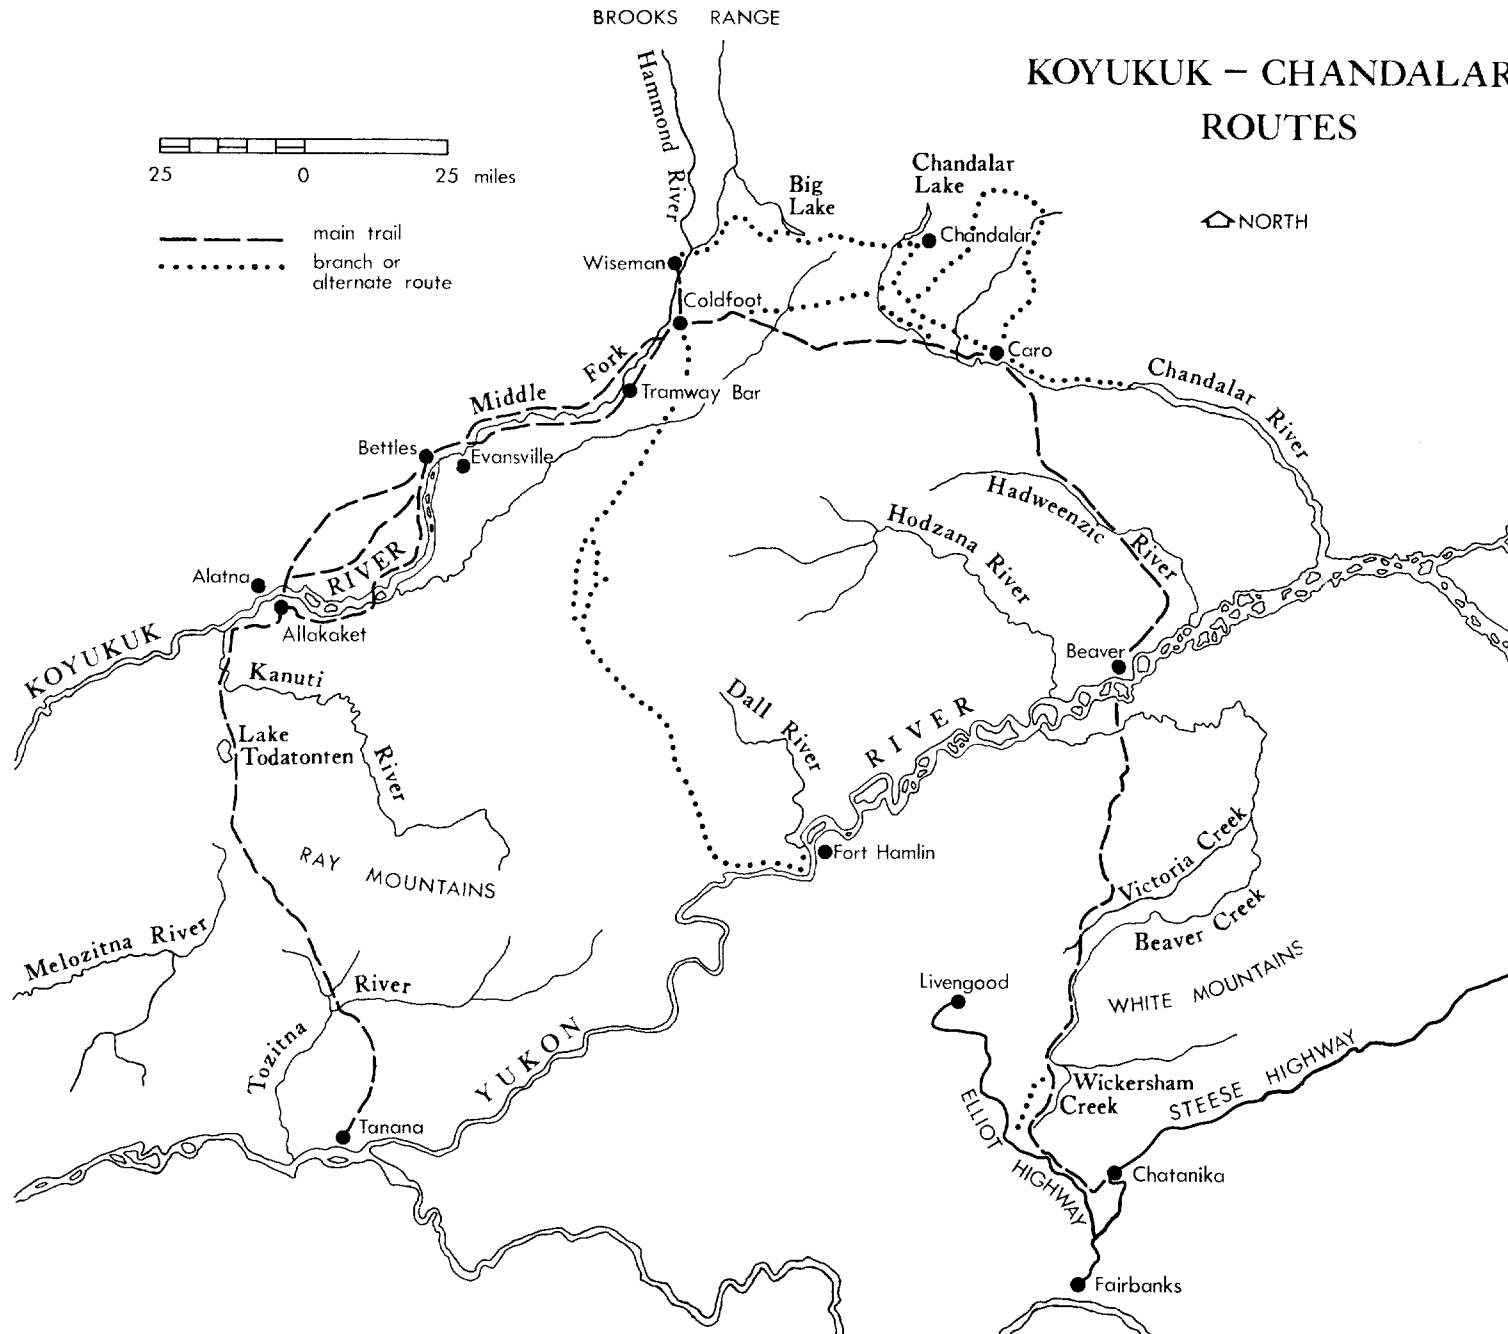 BROOKS RANGE
KOYUKUK – CHANDALAR
ROUTES
25 0 25 miles
main trail
branch or
alternate route
NORTH
Hammond River
Big
Lake
Chandalar
Lake
Chandalar
Wiseman
Coldfoot
Caro
Chandalar River
Middle Fork
Tramway Bar
Bettles
Evansville
Hadweenzic River
Hodzana River
Alatna
KOYUKUK RIVER
Allakaket
Beaver
Kanuti River
Lake
Todatonten
Dall River
YUKON RIVER
RAY MOUNTAINS
Fort Hamlin
Victoria Creek
Beaver Creek
Melozitna River
Livengood
WHITE MOUNTAINS
Tozitna River
Wickersham
Creek
STEESE HIGHWAY
ELLIOT HIGHWAY
Tanana
Chatanika
Fairbanks